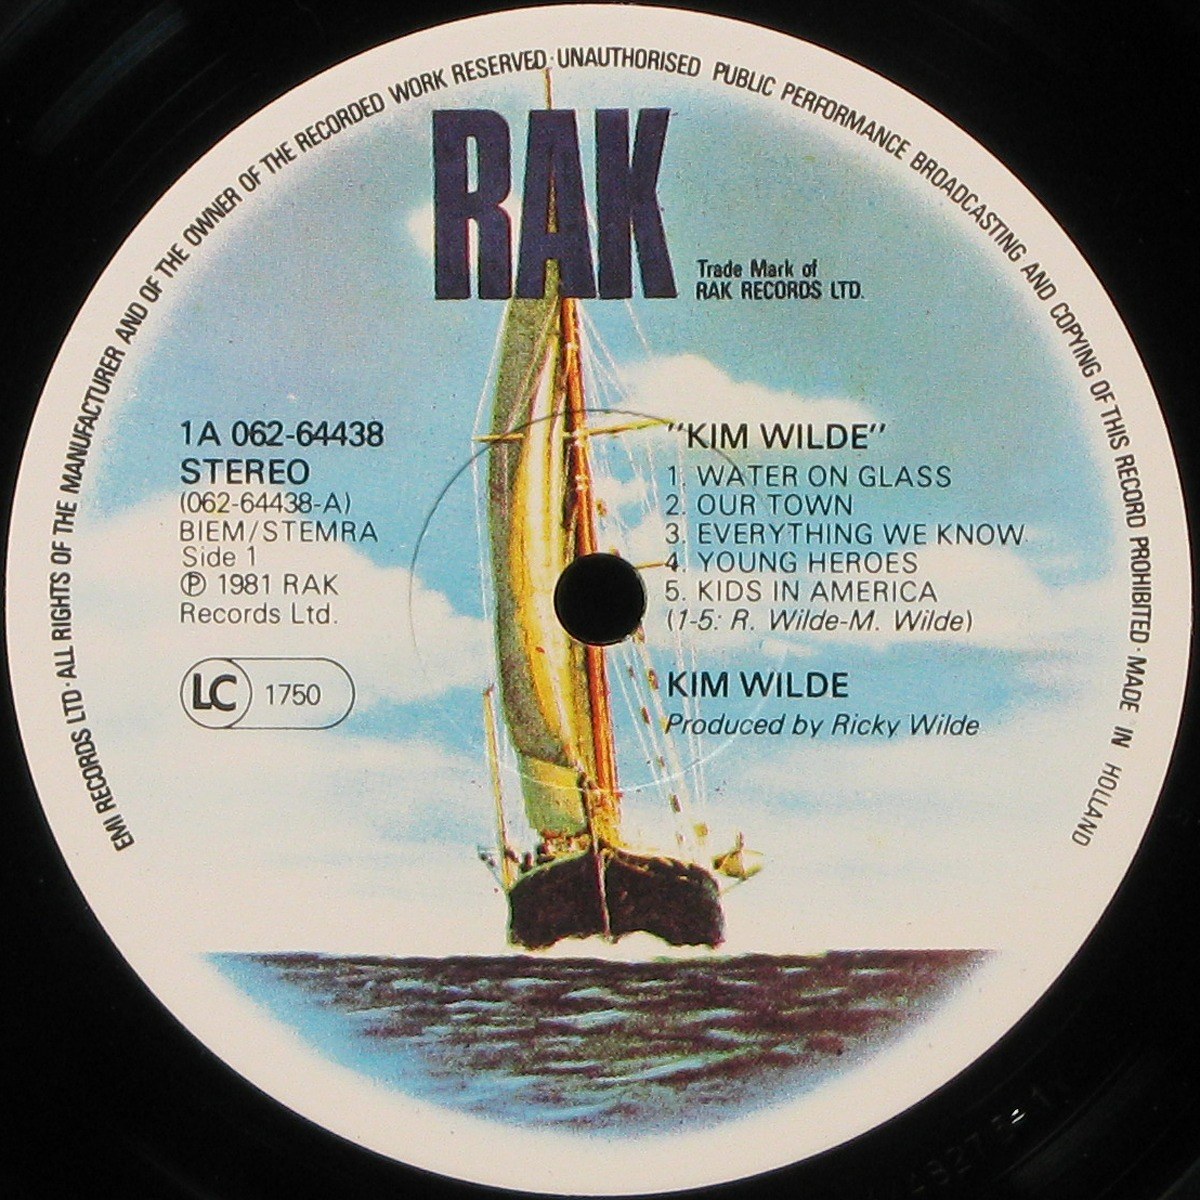 EMI RECORDS LTD · ALL RIGHTS OF THE MANUFACTURER AND OF THE OWNER OF THE RECORDED WORK RESERVED · UNAUTHORISED PUBLIC PERFORMANCE BROADCASTING AND COPYING OF THIS RECORD PROHIBITED · MADE IN HOLLAND
RAK
Trade Mark of
RAK RECORDS LTD.
1A 062-64438
STEREO
(062-64438-A)
BIEM/STEMRA
Side 1
℗ 1981 RAK
Records Ltd.
LC 1750
"KIM WILDE"
1. WATER ON GLASS
2. OUR TOWN
3. EVERYTHING WE KNOW
4. YOUNG HEROES
5. KIDS IN AMERICA
(1-5: R. Wilde-M. Wilde)
KIM WILDE
Produced by Ricky Wilde